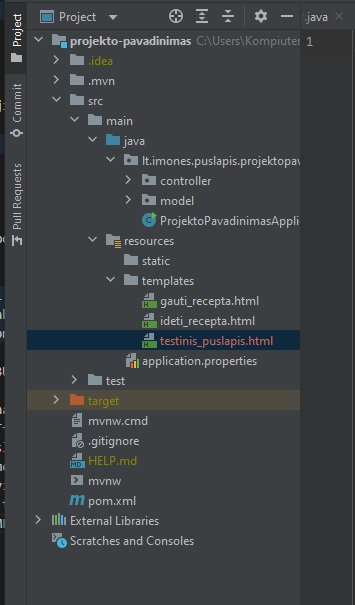 Project
.java
1
projekto-pavadinimas C:\Users\Kompiuter
.idea
.mvn
src
main
java
lt.imones.puslapis.projektopav
controller
model
ProjektoPavadinimasApplic
resources
static
templates
gauti_recepta.html
ideti_recepta.html
testinis_puslapis.html
application.properties
test
target
mvnw.cmd
.gitignore
HELP.md
mvnw
pom.xml
External Libraries
Scratches and Consoles
Project
Commit
Pull Requests